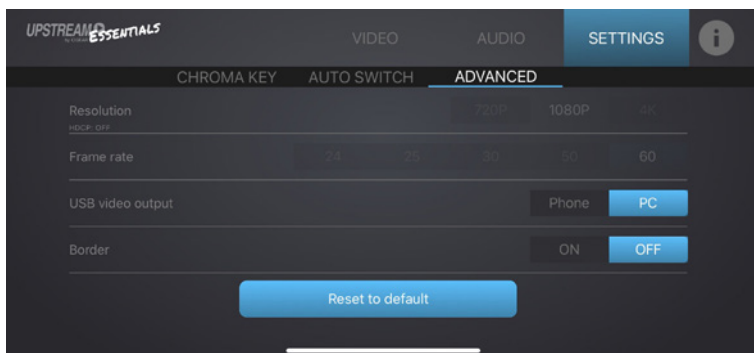 UPSTREAM ESSENTIALS VIDEO AUDIO SETTINGS i
CHROMA KEY AUTO SWITCH ADVANCED
Resolution 720P 1080P 4K
HDCP: OFF
Frame rate 24 25 30 50 60
USB video output Phone PC
Border ON OFF
Reset to default